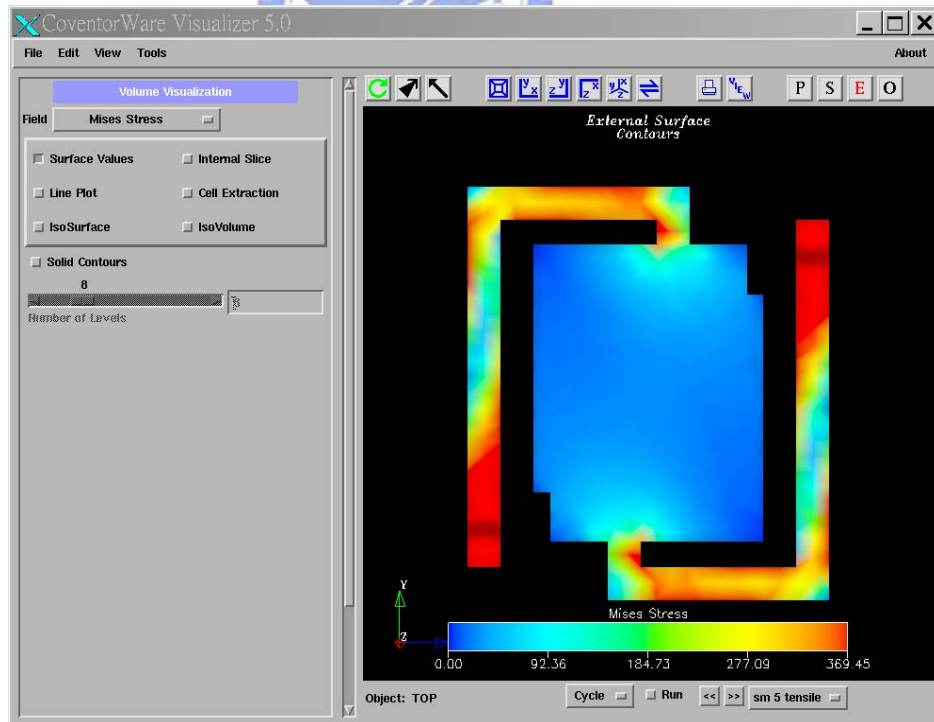 CoventorWare Visualizer 5.0
File Edit View Tools About
Volume Visualization
Field Mises Stress
Surface Values Internal Slice
Line Plot Cell Extraction
IsoSurface IsoVolume
Solid Contours
8
8
Number of Levels
y x z y z x y x z VIEW P S E O
External Surface
Contours
Y
Z
Mises Stress
0.00 92.36 184.73 277.09 369.45
Object: TOP Cycle Run << >> sm 5 tensile